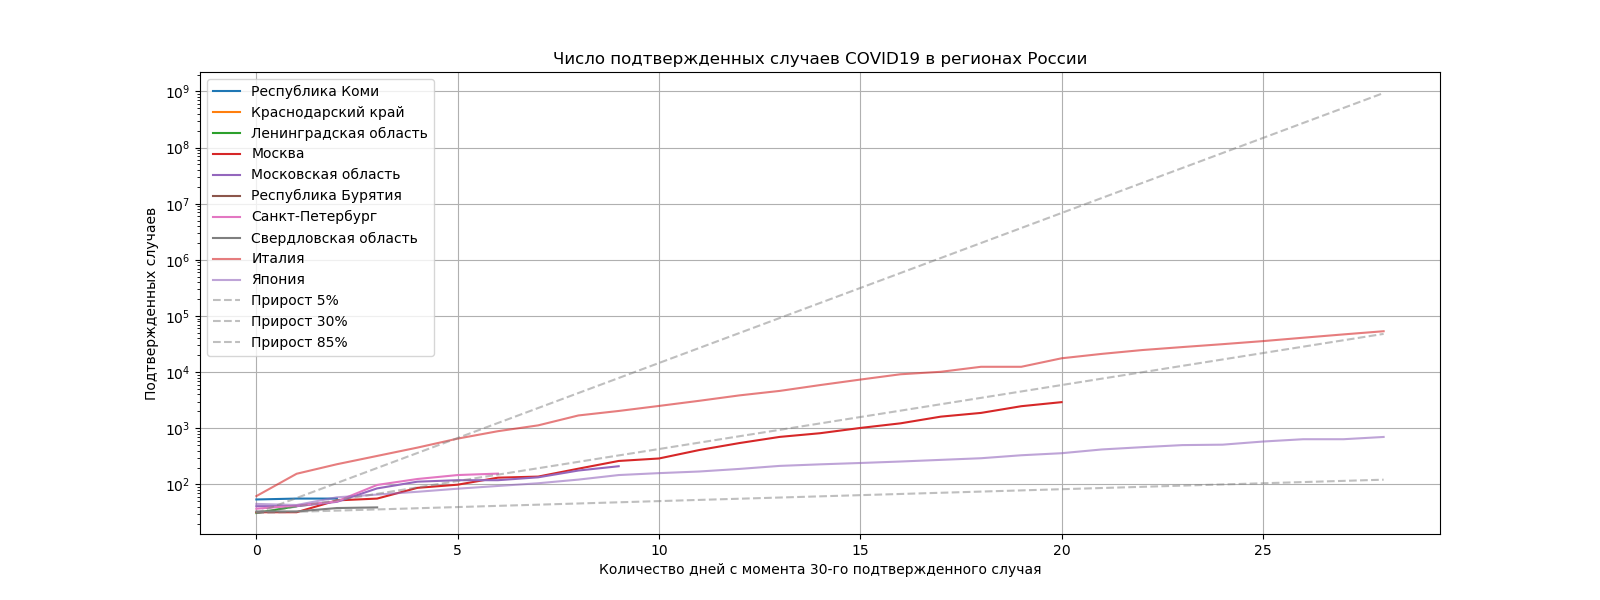 Число подтвержденных случаев COVID19 в регионах России
Подтвержденных случаев
10⁹
10⁸
10⁷
10⁶
10⁵
10⁴
10³
10²
Республика Коми
Краснодарский край
Ленинградская область
Москва
Московская область
Республика Бурятия
Санкт-Петербург
Свердловская область
Италия
Япония
Прирост 5%
Прирост 30%
Прирост 85%
0 5 10 15 20 25
Количество дней с момента 30-го подтвержденного случая